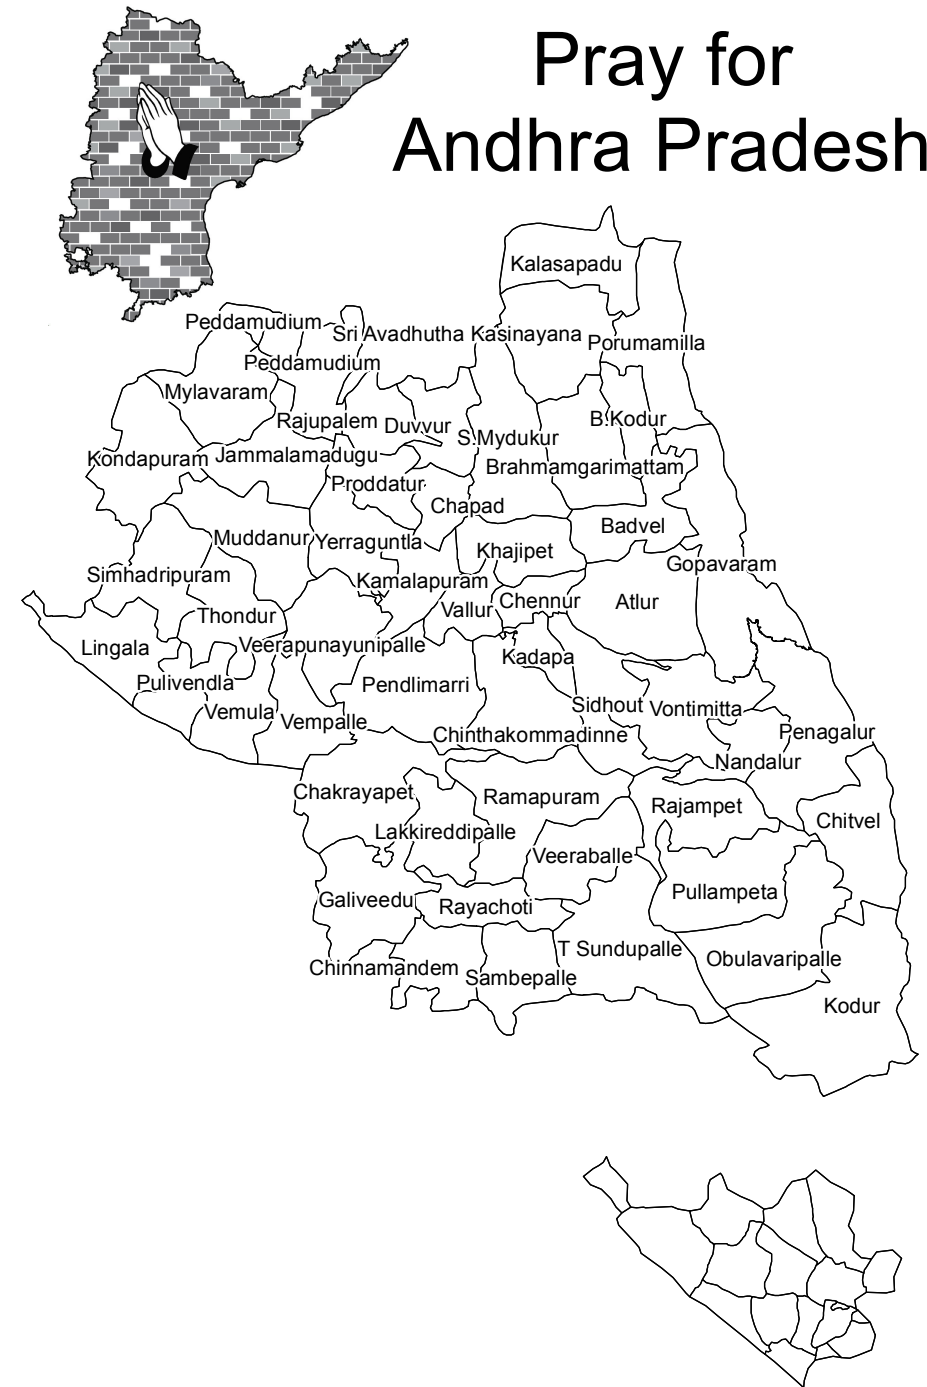 Pray for
Andhra Pradesh
Kalasapadu
Peddamudium
Sri Avadhutha Kasinayana
Porumamilla
Peddamudium
Mylavaram
Rajupalem
Duvvur
B.Kodur
S.Mydukur
Kondapuram
Jammalamadugu
Brahmamgarimattam
Proddatur
Chapad
Badvel
Muddanur
Yerraguntla
Khajipet
Gopavaram
Simhadripuram
Kamalapuram
Vallur
Chennur
Atlur
Thondur
Lingala
Veerapunayunipalle
Kadapa
Pulivendla
Pendlimarri
Vemula
Vempalle
Sidhout
Vontimitta
Chinthakommadinne
Penagalur
Nandalur
Chakrayapet
Ramapuram
Rajampet
Chitvel
Lakkireddipalle
Veeraballe
Galiveedu
Rayachoti
Pullampeta
T Sundupalle
Obulavaripalle
Chinnamandem
Sambepalle
Kodur